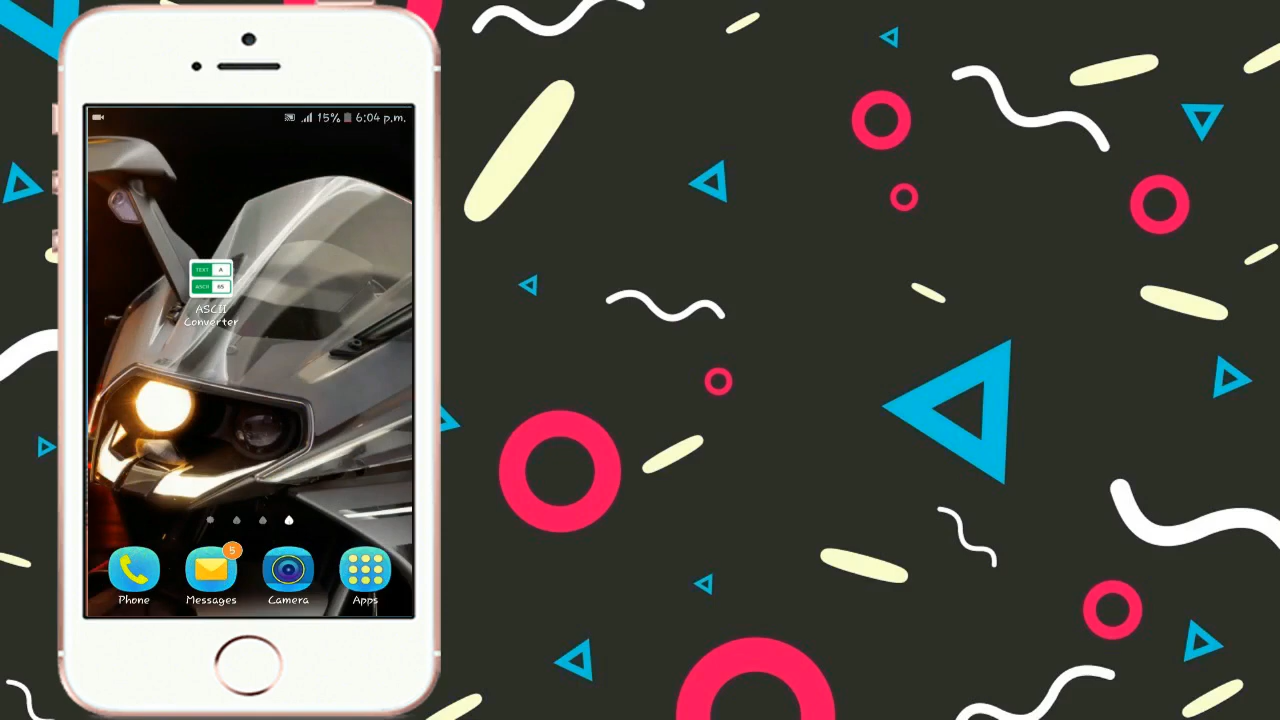 15% 6:04 p.m.
TEXT A
ASCII 65
ASCII
Converter
5
Phone Messages Camera Apps